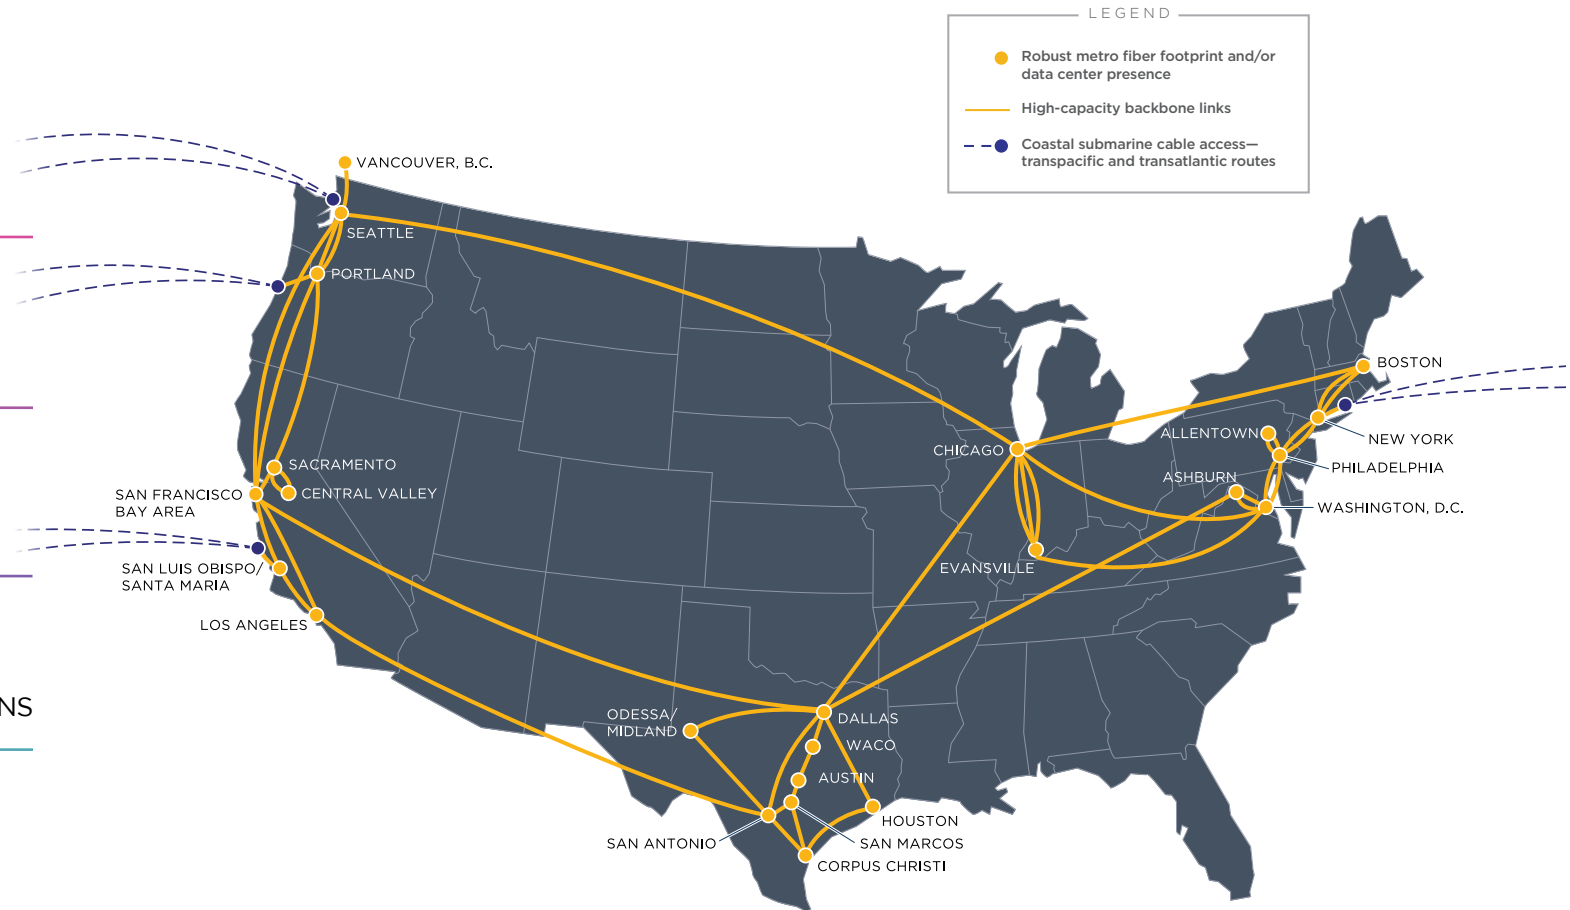 LEGEND
Robust metro fiber footprint and/or
data center presence
High-capacity backbone links
Coastal submarine cable access—
transpacific and transatlantic routes
VANCOUVER, B.C.
SEATTLE
PORTLAND
BOSTON
NEW YORK
ALLENTOWN
PHILADELPHIA
CHICAGO
ASHBURN
WASHINGTON, D.C.
SACRAMENTO
CENTRAL VALLEY
SAN FRANCISCO
BAY AREA
EVANSVILLE
SAN LUIS OBISPO/
SANTA MARIA
LOS ANGELES
NS
ODESSA/
MIDLAND
DALLAS
WACO
AUSTIN
HOUSTON
SAN ANTONIO
SAN MARCOS
CORPUS CHRISTI